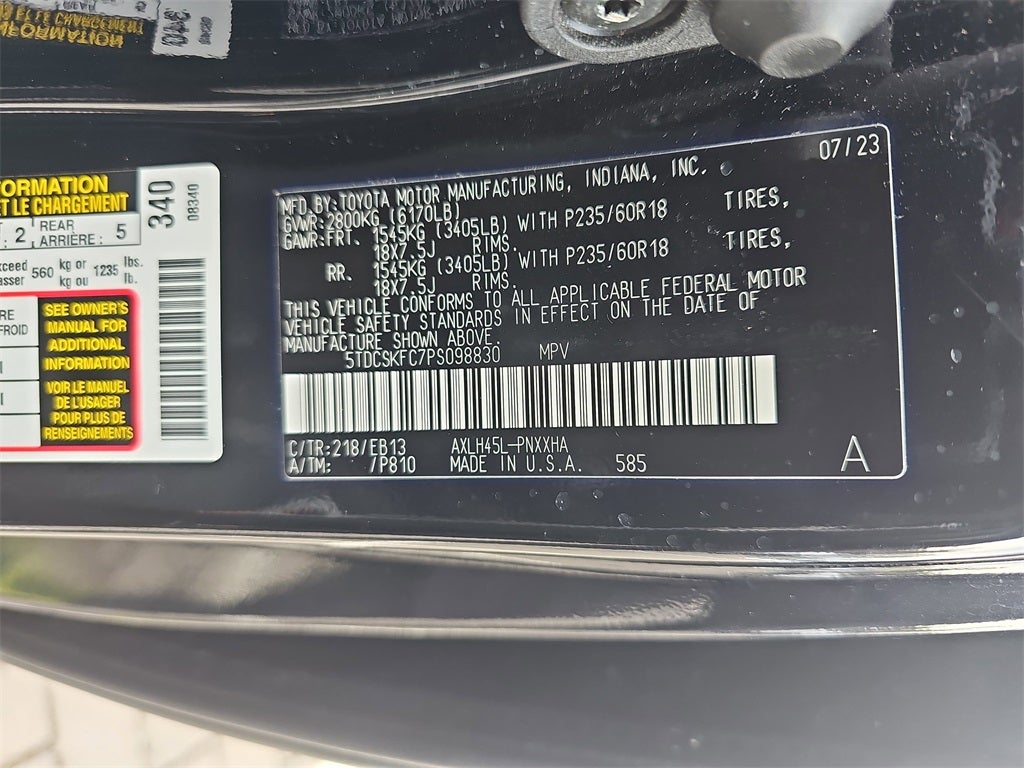 ORMATION
ET LE CHARGEMENT
2 REAR ARRIÈRE : 5
560 kg or kg ou 1235 lbs. lb.
FROID
SEE OWNER'S
MANUAL FOR
ADDITIONAL
INFORMATION
VOIR LE MANUEL
DE L'USAGER
POUR PLUS DE
RENSEIGNEMENTS
340
08340
07/23
MFD BY: TOYOTA MOTOR MANUFACTURING, INDIANA, INC.
GVWR: 2800KG (6170LB)
GAWR: FRT. 1545KG (3405LB) WITH P235/60R18 TIRES,
18X7.5J RIMS.
RR. 1545KG (3405LB) WITH P235/60R18 TIRES,
18X7.5J RIMS.
THIS VEHICLE CONFORMS TO ALL APPLICABLE FEDERAL MOTOR
VEHICLE SAFETY STANDARDS IN EFFECT ON THE DATE OF
MANUFACTURE SHOWN ABOVE.
5TDCSKFC7PS098830 MPV
C/TR: 218/EB13 AXLH45L-PNXXHA
A/TM: /P810 MADE IN U.S.A. 585
A